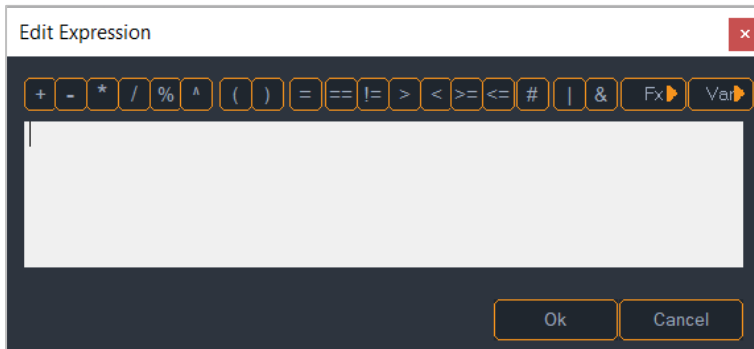 Edit Expression
×
+ - * / % ^ ( ) = == != > < >= <= # | & Fx Var
Ok Cancel